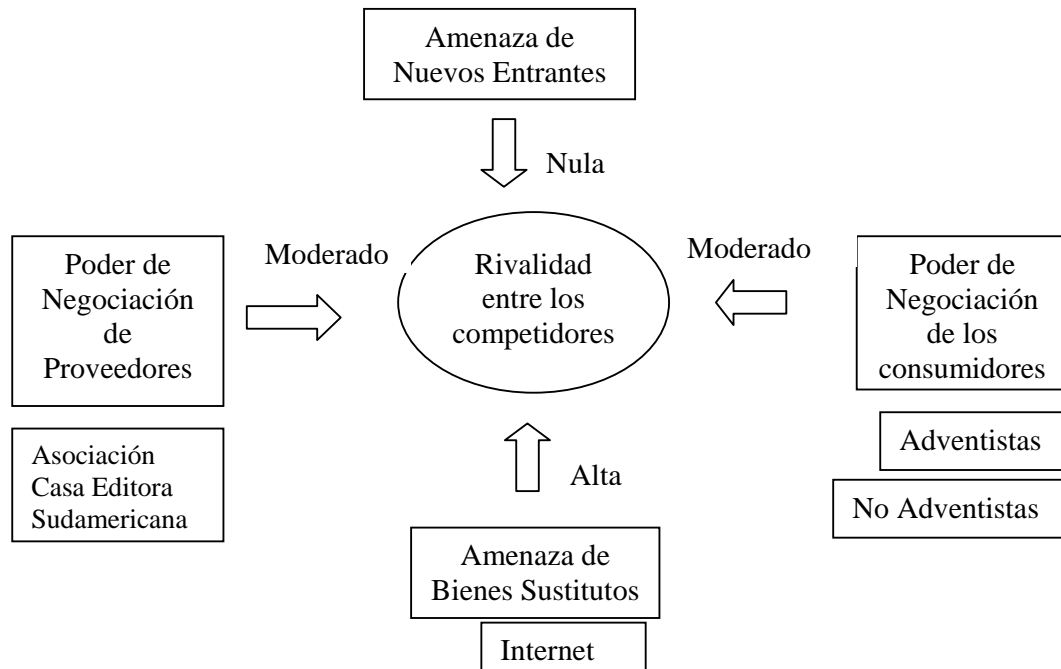 Amenaza de
Nuevos Entrantes
Nula
Poder de
Negociación
de
Proveedores
Moderado
Rivalidad
entre los
competidores
Moderado
Poder de
Negociación
de los
consumidores
Asociación
Casa Editora
Sudamericana
Adventistas
No Adventistas
Alta
Amenaza de
Bienes Sustitutos
Internet